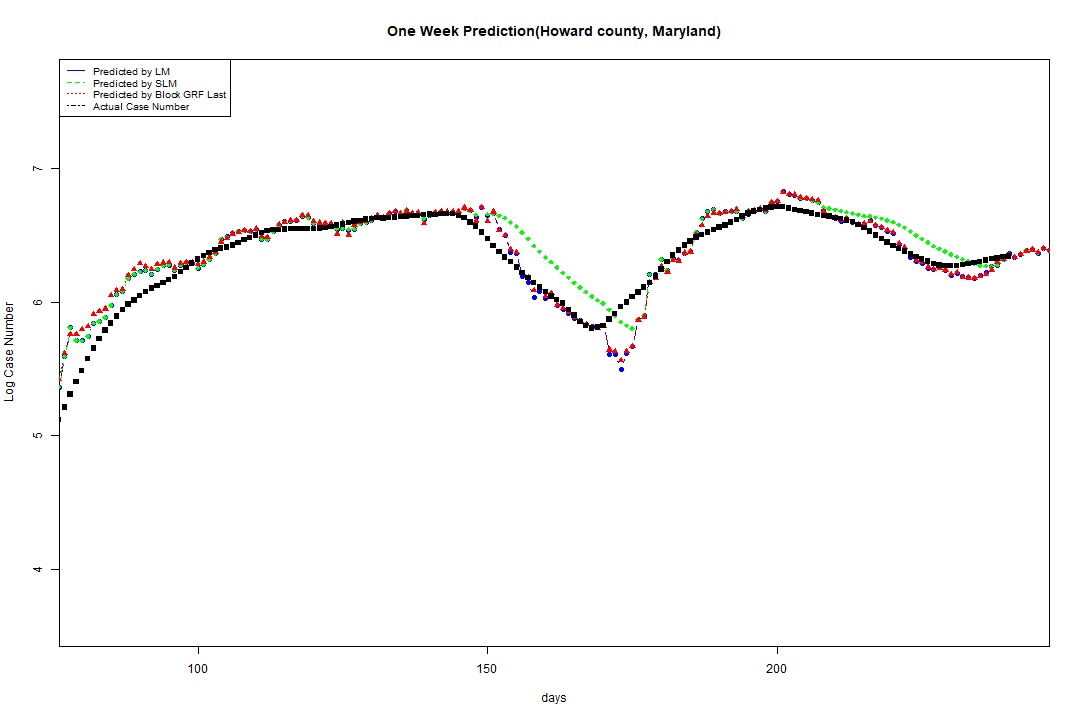 One Week Prediction(Howard county, Maryland)
Predicted by LM
Predicted by SLM
Predicted by Block GRF Last
Actual Case Number
7
6
5
4
Log Case Number
100
150
200
days